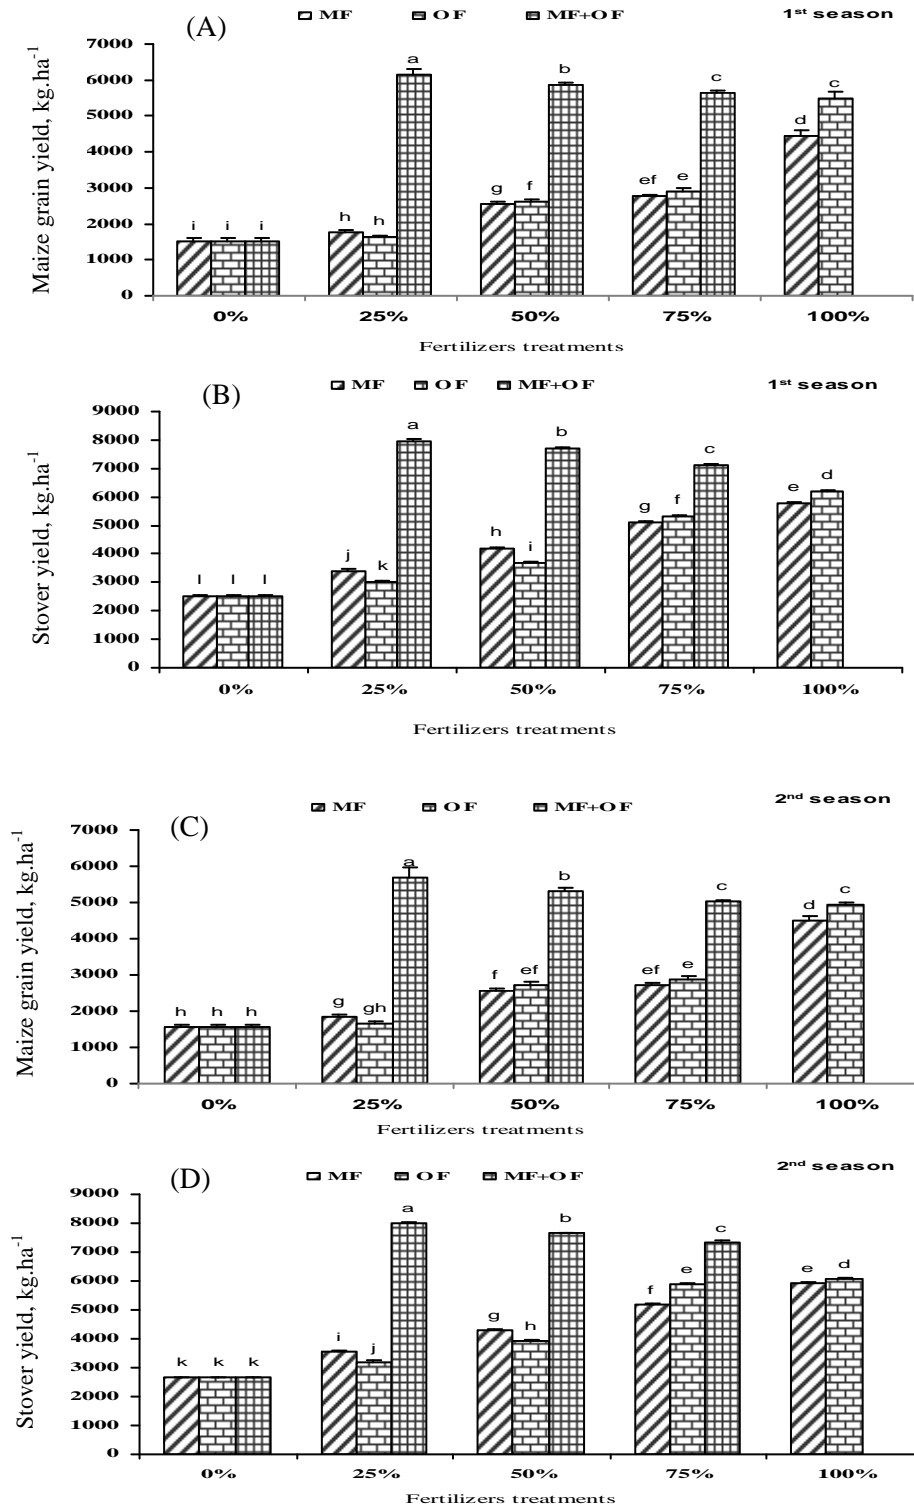 (A)
MF OF MF+OF
1st season
Maize grain yield, kg.ha-1
7000
6000
5000
4000
3000
2000
1000
0
i i i h h a g f b ef e c d c
0% 25% 50% 75% 100%
Fertilizers treatments
(B)
MF OF MF+OF
1st season
Stover yield, kg.ha-1
9000
8000
7000
6000
5000
4000
3000
2000
1000
0
l l l j k a h i b g f c e d
0% 25% 50% 75% 100%
Fertilizers treatments
(C)
MF OF MF+OF
2nd season
Maize grain yield, kg.ha-1
7000
6000
5000
4000
3000
2000
1000
0
h h h g gh a f ef b ef e c d c
0% 25% 50% 75% 100%
Fertilizers treatments
(D)
MF OF MF+OF
2nd season
Stover yield, kg.ha-1
9000
8000
7000
6000
5000
4000
3000
2000
1000
0
k k k i j a g h b f e c e d
0% 25% 50% 75% 100%
Fertilizers treatments